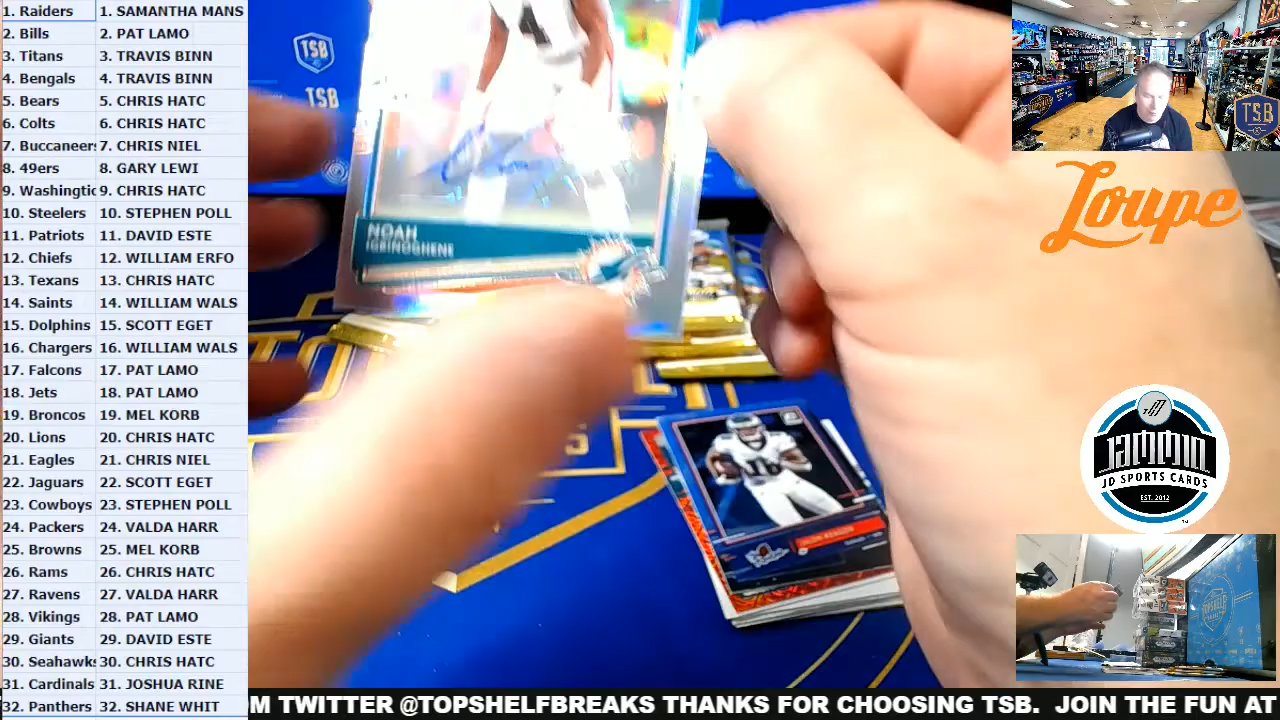 1. Raiders 1. SAMANTHA MANS
2. Bills 2. PAT LAMO
3. Titans 3. TRAVIS BINN
4. Bengals 4. TRAVIS BINN
5. Bears 5. CHRIS HATC
6. Colts 6. CHRIS HATC
7. Buccaneers 7. CHRIS NIEL
8. 49ers 8. GARY LEWI
9. Washingtic 9. CHRIS HATC
10. Steelers 10. STEPHEN POLL
11. Patriots 11. DAVID ESTE
12. Chiefs 12. WILLIAM ERFO
13. Texans 13. CHRIS HATC
14. Saints 14. WILLIAM WALS
15. Dolphins 15. SCOTT EGET
16. Chargers 16. WILLIAM WALS
17. Falcons 17. PAT LAMO
18. Jets 18. PAT LAMO
19. Broncos 19. MEL KORB
20. Lions 20. CHRIS HATC
21. Eagles 21. CHRIS NIEL
22. Jaguars 22. SCOTT EGET
23. Cowboys 23. STEPHEN POLL
24. Packers 24. VALDA HARR
25. Browns 25. MEL KORB
26. Rams 26. CHRIS HATC
27. Ravens 27. VALDA HARR
28. Vikings 28. PAT LAMO
29. Giants 29. DAVID ESTE
30. Seahawks 30. CHRIS HATC
31. Cardinals 31. JOSHUA RINE
32. Panthers 32. SHANE WHIT
TSB
TSB
NOAH
IGBINOGHENE
TSB
Loupe
JAMMIN
JD SPORTS CARDS
EST. 2012
TOPSHELF
OM TWITTER @TOPSHELFBREAKS THANKS FOR CHOOSING TSB. JOIN THE FUN AT